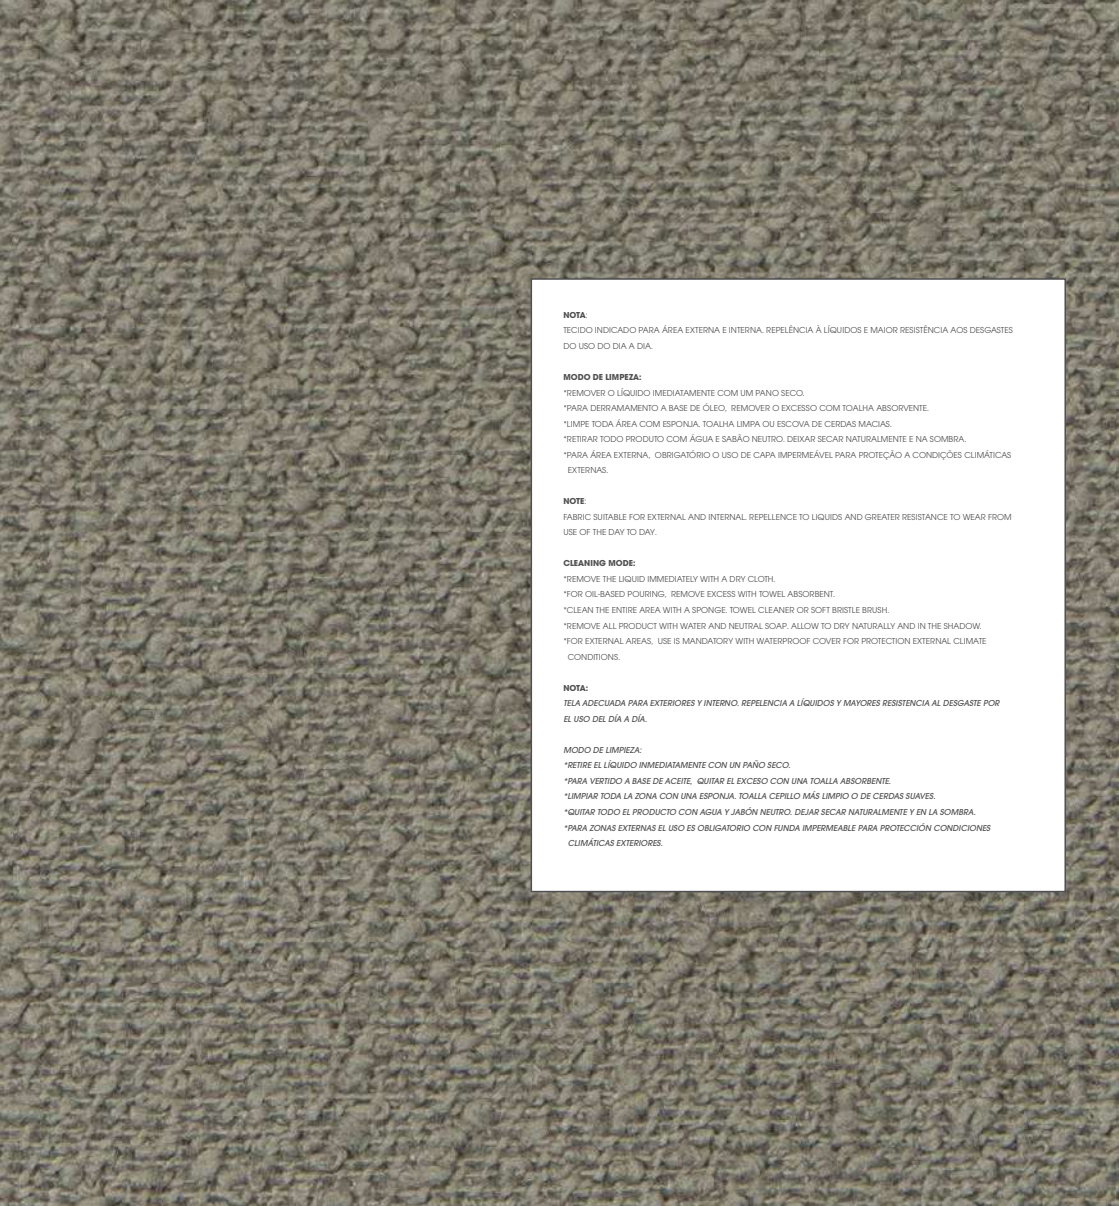 NOTA:
TECIDO INDICADO PARA ÁREA EXTERNA E INTERNA. REPELÊNCIA À LÍQUIDOS E MAIOR RESISTÊNCIA AOS DESGASTES
DO USO DO DIA A DIA.
MODO DE LIMPEZA:
*REMOVER O LÍQUIDO IMEDIATAMENTE COM UM PANO SECO.
*PARA DERRAMAMENTO A BASE DE ÓLEO, REMOVER O EXCESSO COM TOALHA ABSORVENTE.
*LIMPE TODA ÁREA COM ESPONJA. TOALHA LIMPA OU ESCOVA DE CERDAS MACIAS.
*RETIRAR TODO PRODUTO COM ÁGUA E SABÃO NEUTRO. DEIXAR SECAR NATURALMENTE E NA SOMBRA.
*PARA ÁREA EXTERNA, OBRIGATÓRIO O USO DE CAPA IMPERMEÁVEL PARA PROTEÇÃO A CONDIÇÕES CLIMÁTICAS
EXTERNAS.
NOTE:
FABRIC SUITABLE FOR EXTERNAL AND INTERNAL. REPELLENCE TO LIQUIDS AND GREATER RESISTANCE TO WEAR FROM
USE OF THE DAY TO DAY.
CLEANING MODE:
*REMOVE THE LIQUID IMMEDIATELY WITH A DRY CLOTH.
*FOR OIL-BASED POURING, REMOVE EXCESS WITH TOWEL ABSORBENT.
*CLEAN THE ENTIRE AREA WITH A SPONGE. TOWEL CLEANER OR SOFT BRISTLE BRUSH.
*REMOVE ALL PRODUCT WITH WATER AND NEUTRAL SOAP. ALLOW TO DRY NATURALLY AND IN THE SHADOW.
*FOR EXTERNAL AREAS, USE IS MANDATORY WITH WATERPROOF COVER FOR PROTECTION EXTERNAL CLIMATE
CONDITIONS.
NOTA:
TELA ADECUADA PARA EXTERIORES Y INTERNO. REPELENCIA A LÍQUIDOS Y MAYORES RESISTENCIA AL DESGASTE POR
EL USO DEL DÍA A DÍA.
MODO DE LIMPIEZA:
*RETIRE EL LÍQUIDO INMEDIATAMENTE CON UN PAÑO SECO.
*PARA VERTIDO A BASE DE ACEITE, QUITAR EL EXCESO CON UNA TOALLA ABSORBENTE.
*LIMPIAR TODA LA ZONA CON UNA ESPONJA. TOALLA CEPILLO MÁS LIMPIO O DE CERDAS SUAVES.
*QUITAR TODO EL PRODUCTO CON AGUA Y JABÓN NEUTRO. DEJAR SECAR NATURALMENTE Y EN LA SOMBRA.
*PARA ZONAS EXTERNAS EL USO ES OBLIGATORIO CON FUNDA IMPERMEABLE PARA PROTECCIÓN CONDICIONES
CLIMÁTICAS EXTERIORES.